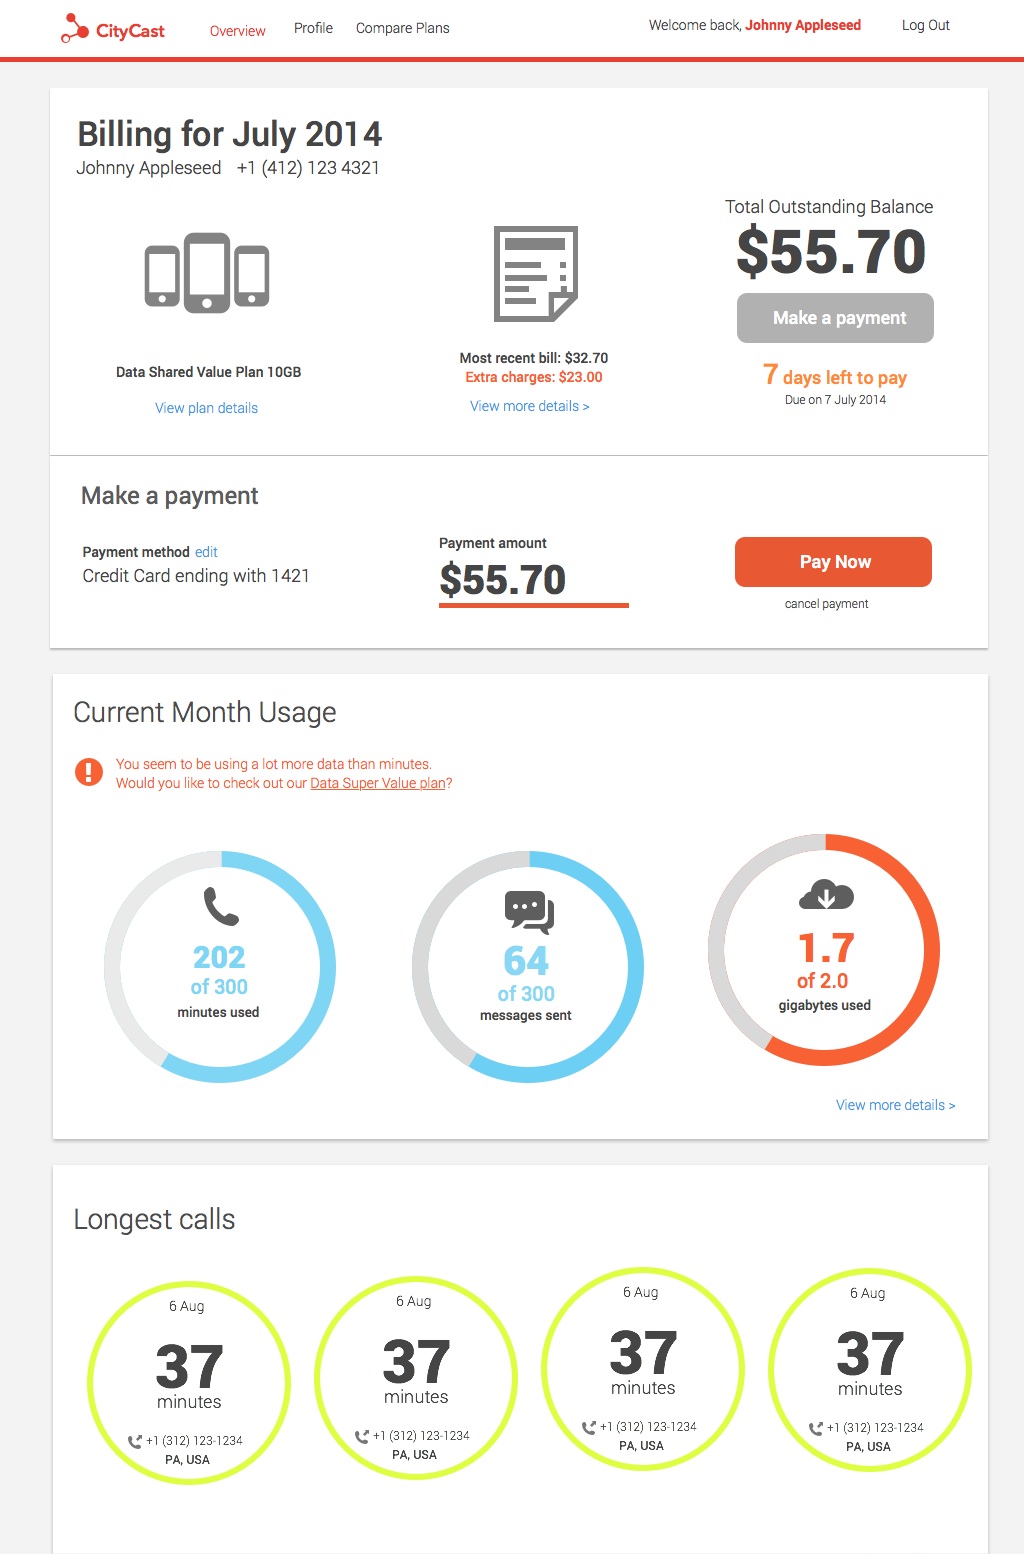 CityCast
Overview
Profile
Compare Plans
Welcome back, Johnny Appleseed
Log Out
Billing for July 2014
Johnny Appleseed +1 (412) 123 4321
Data Shared Value Plan 10GB
View plan details
Most recent bill: $32.70
Extra charges: $23.00
View more details >
Total Outstanding Balance
$55.70
Make a payment
7 days left to pay
Due on 7 July 2014
Make a payment
Payment method edit
Credit Card ending with 1421
Payment amount
$55.70
Pay Now
cancel payment
Current Month Usage
You seem to be using a lot more data than minutes.
Would you like to check out our Data Super Value plan?
202
of 300
minutes used
64
of 300
messages sent
1.7
of 2.0
gigabytes used
View more details >
Longest calls
6 Aug
37
minutes
+1 (312) 123-1234
PA, USA
6 Aug
37
minutes
+1 (312) 123-1234
PA, USA
6 Aug
37
minutes
+1 (312) 123-1234
PA, USA
6 Aug
37
minutes
+1 (312) 123-1234
PA, USA